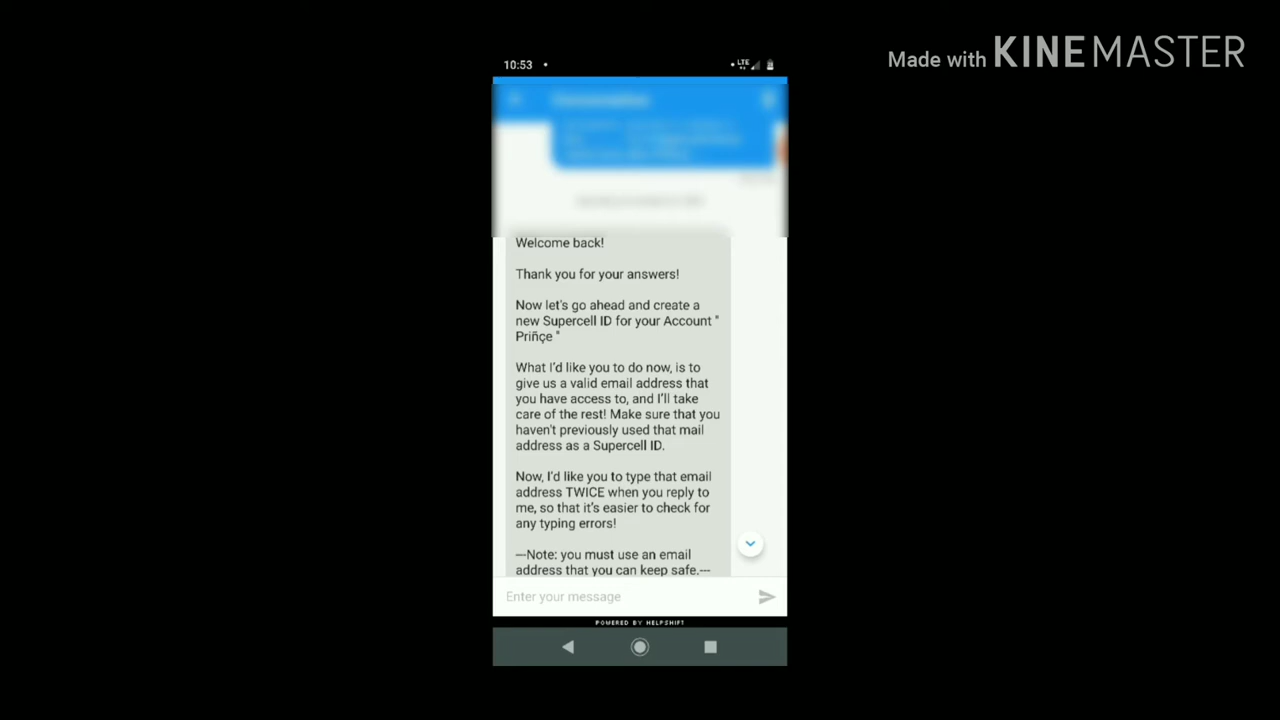 Made with KINEMASTER
10:53
LTE
Welcome back!
Thank you for your answers!
Now let's go ahead and create a
new Supercell ID for your Account "
Priñçe "
What I'd like you to do now, is to
give us a valid email address that
you have access to, and I'll take
care of the rest! Make sure that you
haven't previously used that mail
address as a Supercell ID.
Now, I'd like you to type that email
address TWICE when you reply to
me, so that it's easier to check for
any typing errors!
---Note: you must use an email
address that you can keep safe.---
Enter your message
POWERED BY HELPSHIFT